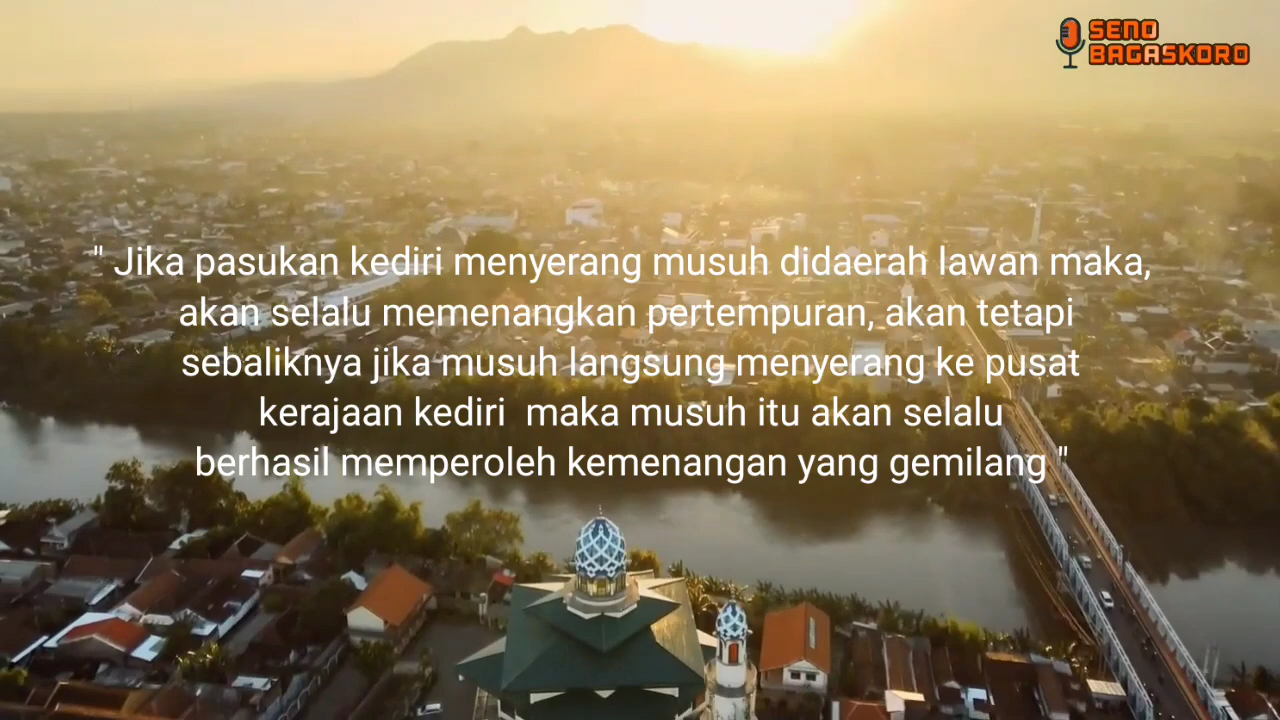 SENO
BAGASKORO
" Jika pasukan kediri menyerang musuh didaerah lawan maka,
akan selalu memenangkan pertempuran, akan tetapi
sebaliknya jika musuh langsung menyerang ke pusat
kerajaan kediri  maka musuh itu akan selalu
berhasil memperoleh kemenangan yang gemilang "